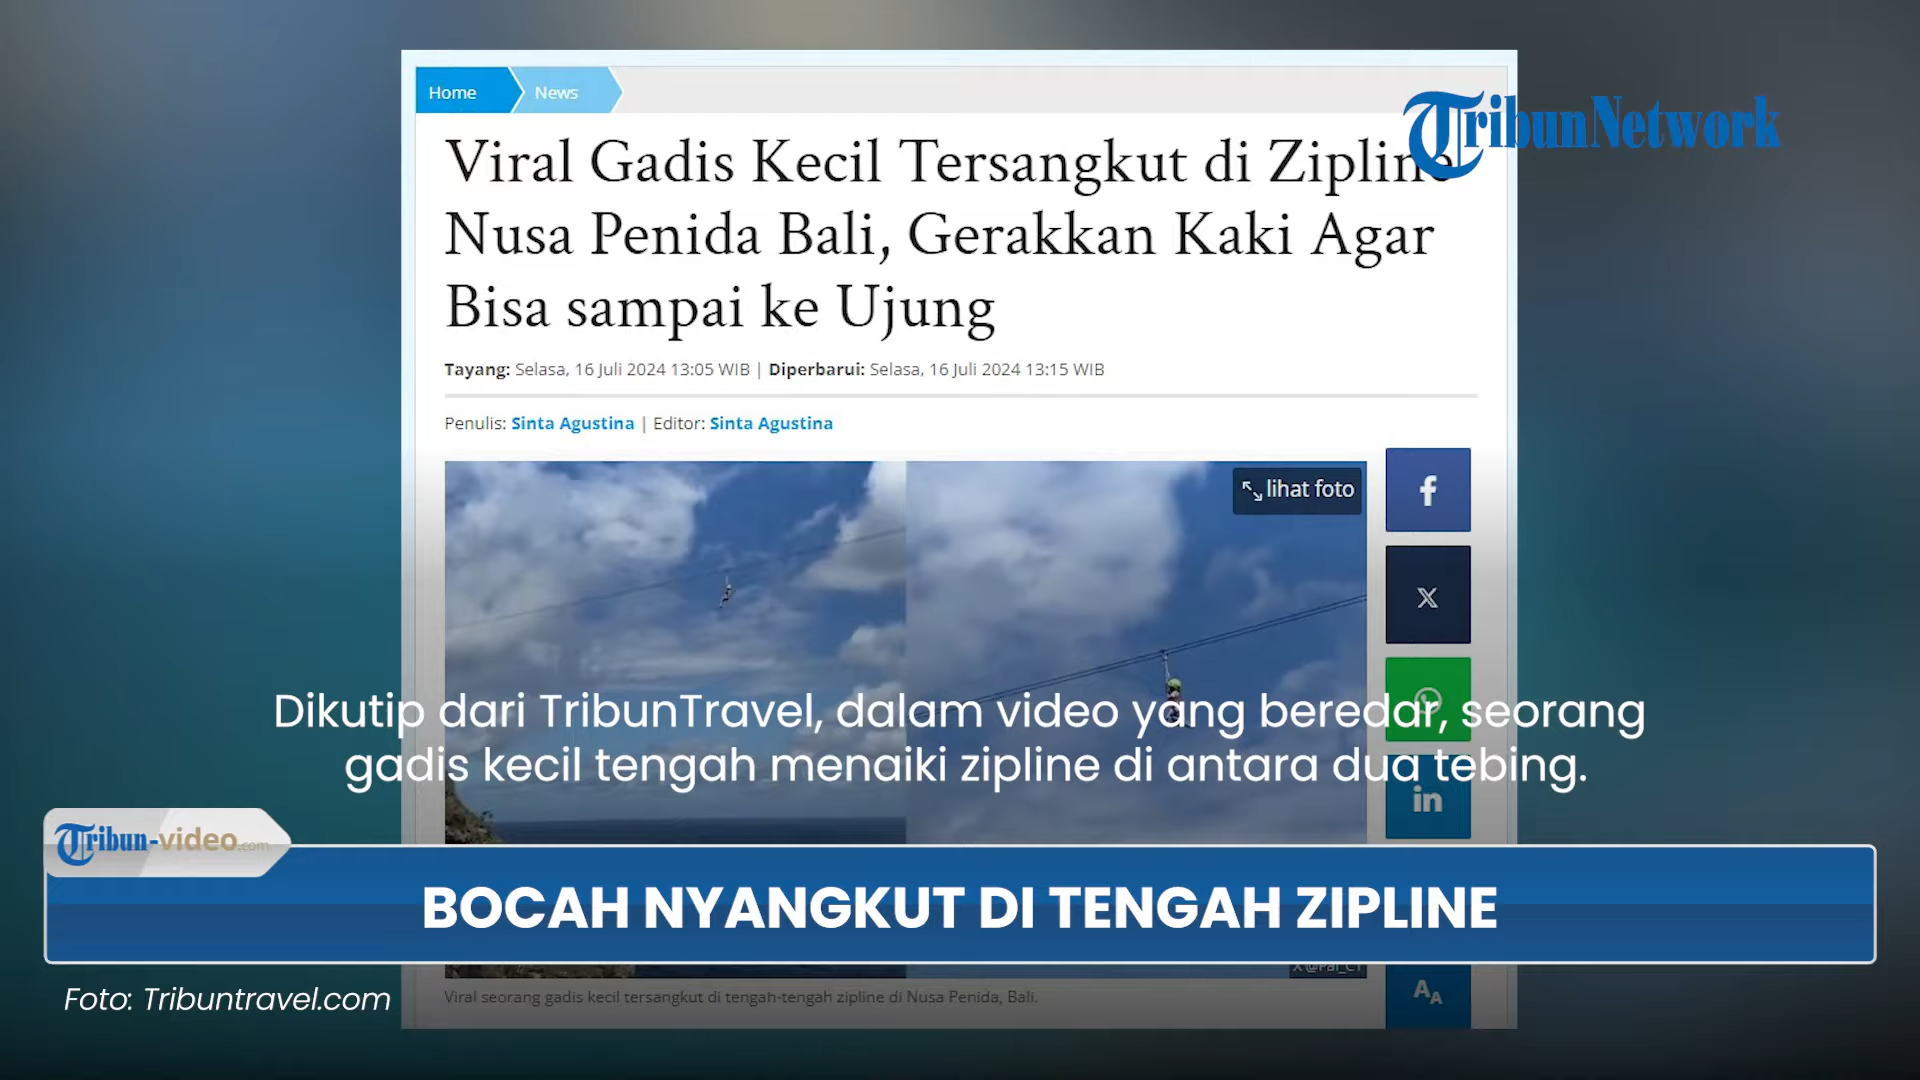 Home News
TribunNetwork
Viral Gadis Kecil Tersangkut di Zipline
Nusa Penida Bali, Gerakkan Kaki Agar
Bisa sampai ke Ujung
Tayang: Selasa, 16 Juli 2024 13:05 WIB | Diperbarui: Selasa, 16 Juli 2024 13:15 WIB
Penulis: Sinta Agustina | Editor: Sinta Agustina
lihat foto
f
X
Dikutip dari TribunTravel, dalam video yang beredar, seorang
gadis kecil tengah menaiki zipline di antara dua tebing.
in
Tribun-video.com
BOCAH NYANGKUT DI TENGAH ZIPLINE
AA
Foto: Tribuntravel.com
Viral seorang gadis kecil tersangkut di tengah-tengah zipline di Nusa Penida, Bali.